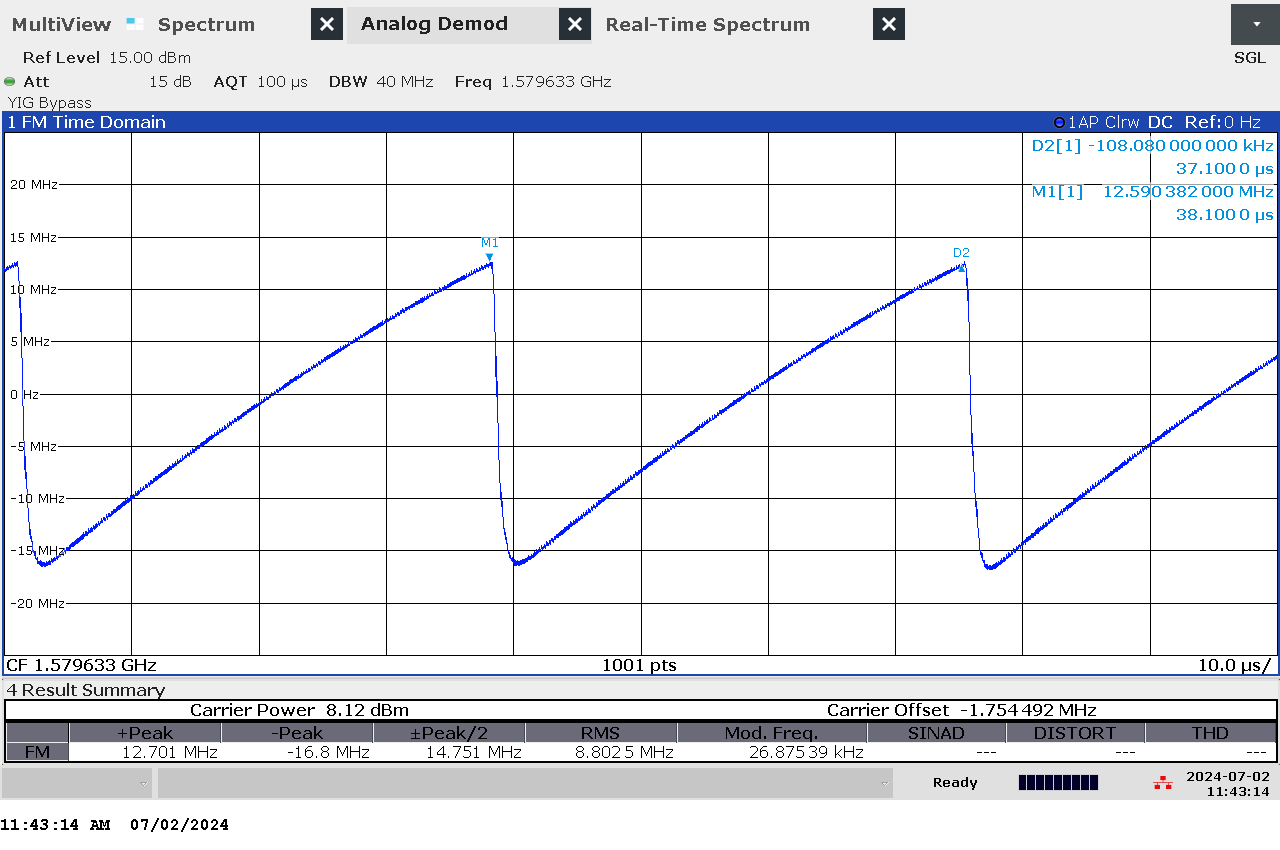 MultiView Spectrum Analog Demod Real-Time Spectrum
Ref Level 15.00 dBm SGL
Att 15 dB AQT 100 µs DBW 40 MHz Freq 1.579633 GHz
YIG Bypass
1 FM Time Domain 1AP Clrw DC Ref:0 Hz
D2[1] -108.080 000 000 kHz
37.100 0 µs
M1[1] 12.590 382 000 MHz
38.100 0 µs
20 MHz
15 MHz
M1
D2
10 MHz
5 MHz
0 Hz
-5 MHz
-10 MHz
-15 MHz
-20 MHz
CF 1.579633 GHz 1001 pts 10.0 µs/
4 Result Summary
Carrier Power 8.12 dBm Carrier Offset -1.754 492 MHz
+Peak -Peak ±Peak/2 RMS Mod. Freq. SINAD DISTORT THD
FM 12.701 MHz -16.8 MHz 14.751 MHz 8.802 5 MHz 26.875 39 kHz --- --- ---
Ready 2024-07-02
11:43:14
11:43:14 AM 07/02/2024